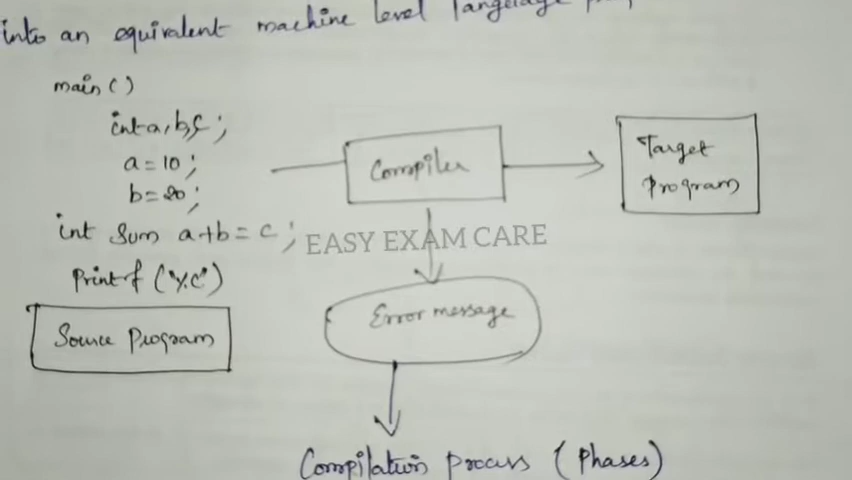 into an equivalent machine level language
main()
int a,b,c;
a=10;
b=20;
int sum a+b=c;
printf ("%c")
Source Program
Compiler
Target
Program
EASY EXAM CARE
Error message
Compilation process (Phases)